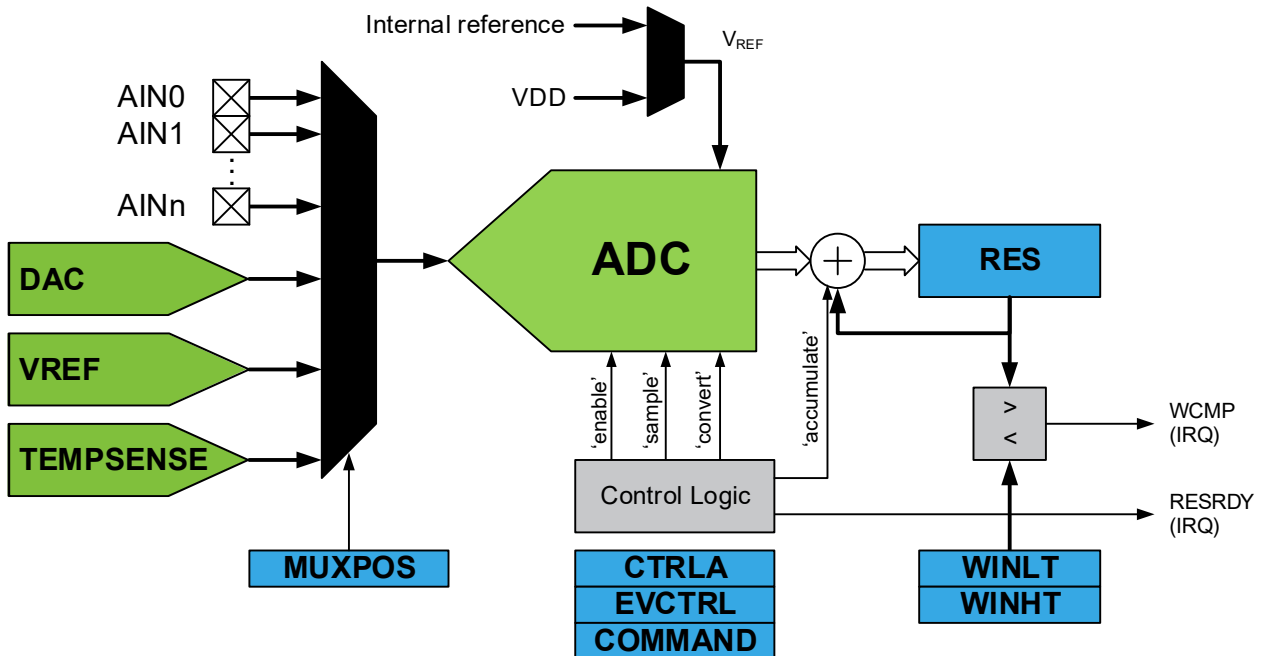 Internal reference
VREF
VDD
AIN0
AIN1
AINn
DAC
VREF
TEMPSENSE
ADC
RES
'enable'
'sample'
'convert'
'accumulate'
>
<
WCMP
(IRQ)
Control Logic
RESRDY
(IRQ)
MUXPOS
CTRLA
EVCTRL
COMMAND
WINLT
WINHT